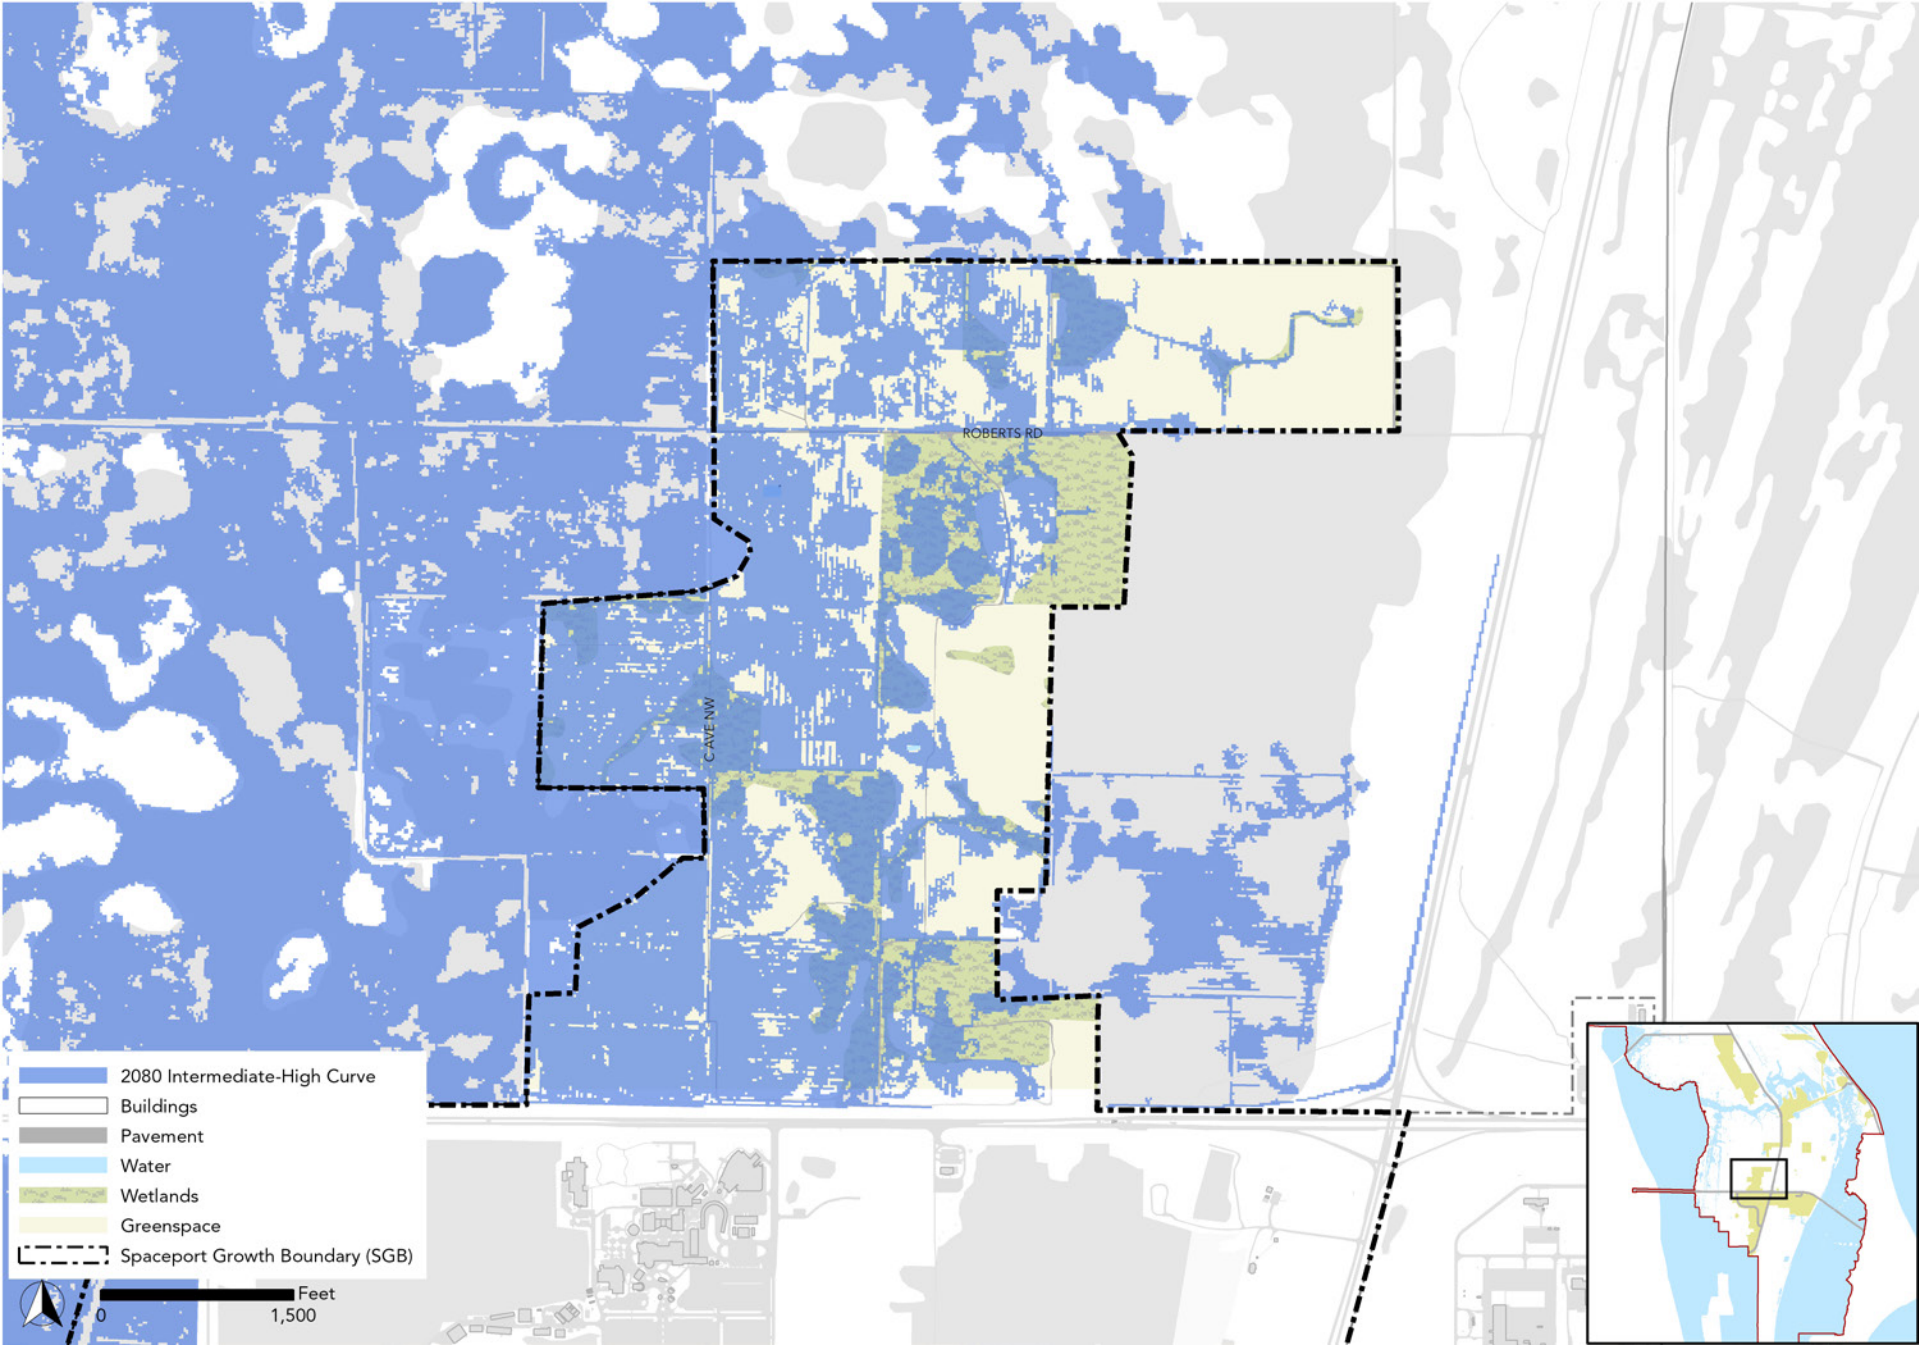 ROBERTS RD
C AVE NW
2080 Intermediate-High Curve
Buildings
Pavement
Water
Wetlands
Greenspace
Spaceport Growth Boundary (SGB)
Feet
0 1,500